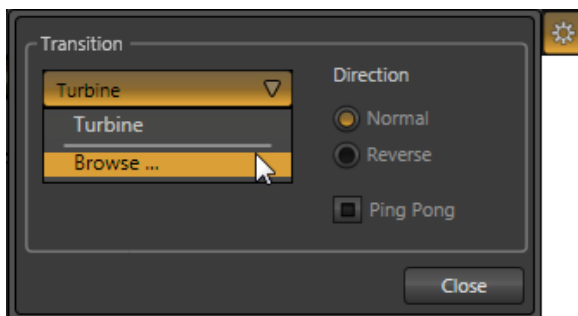 Transition
Turbine
Turbine
Browse ...
Direction
Normal
Reverse
Ping Pong
Close